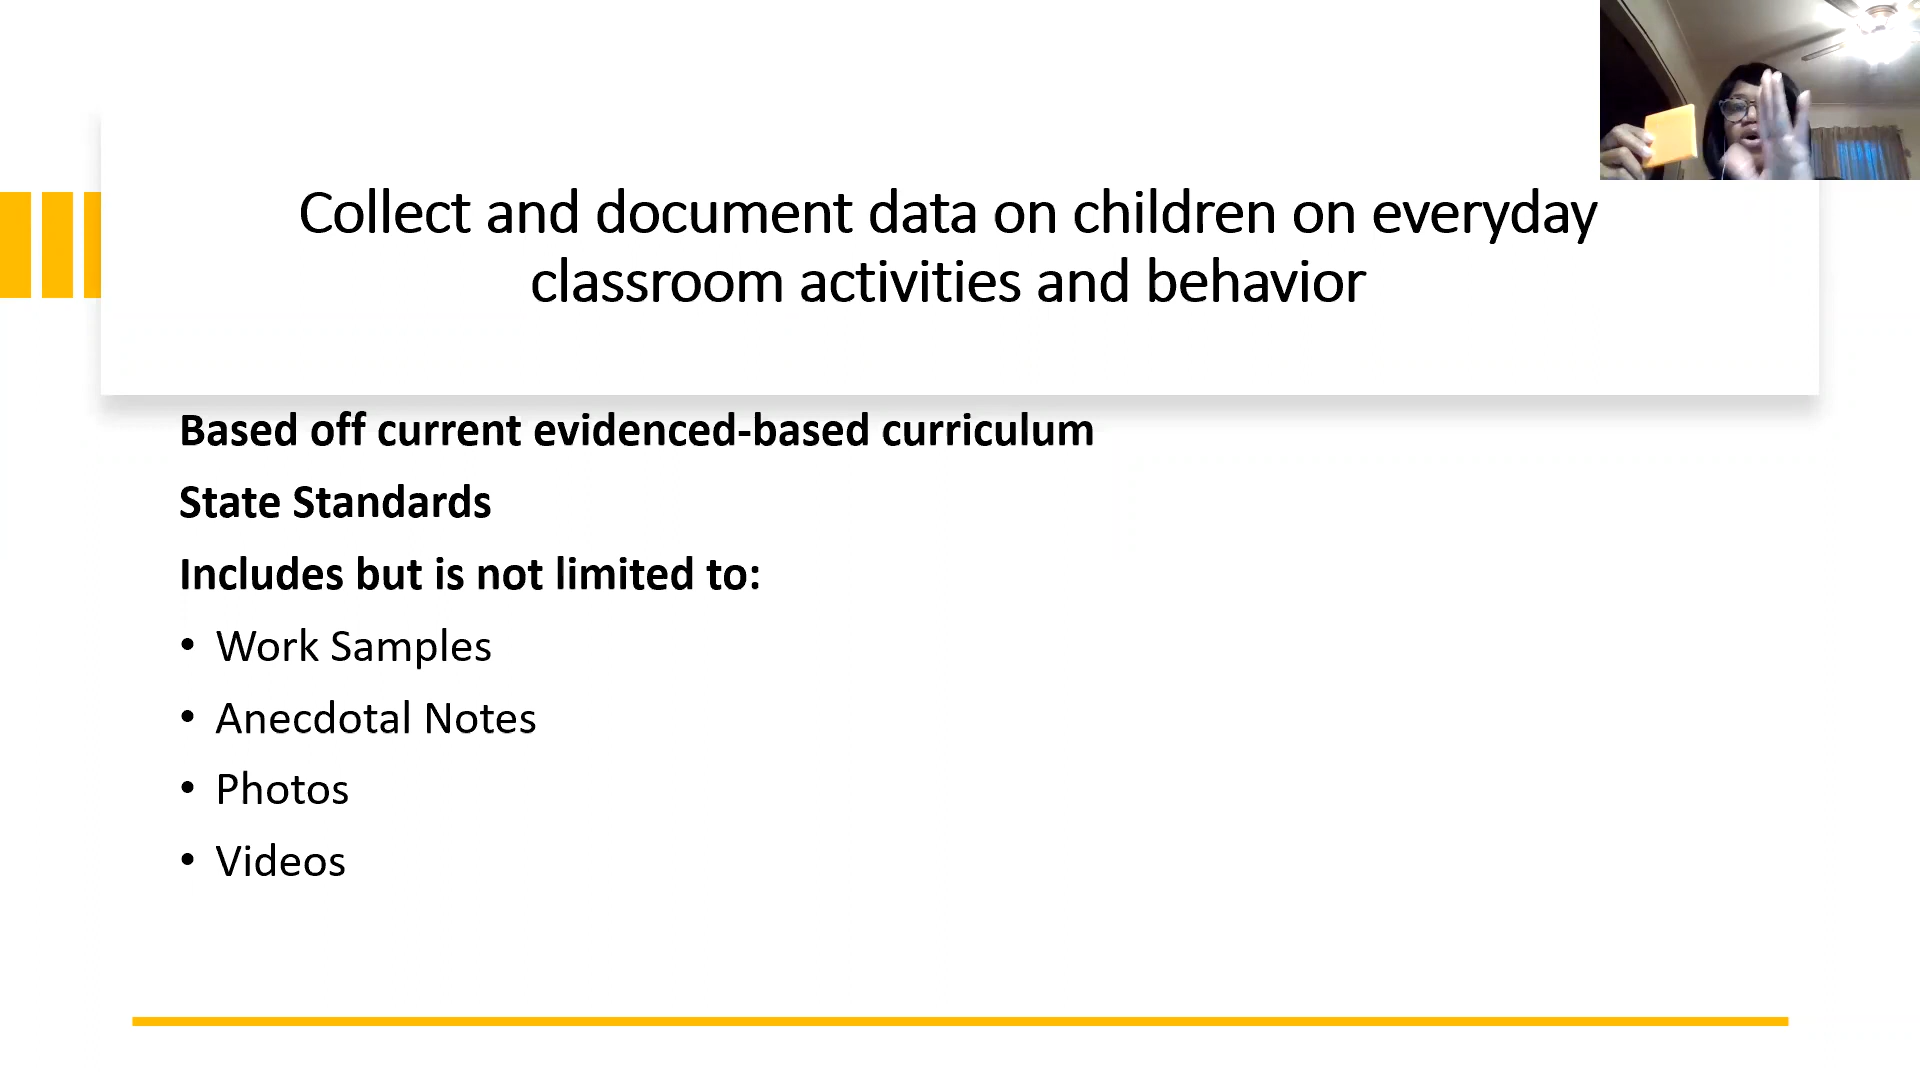 Collect and document data on children on everyday
classroom activities and behavior
Based off current evidenced-based curriculum
State Standards
Includes but is not limited to:
• Work Samples
• Anecdotal Notes
• Photos
• Videos